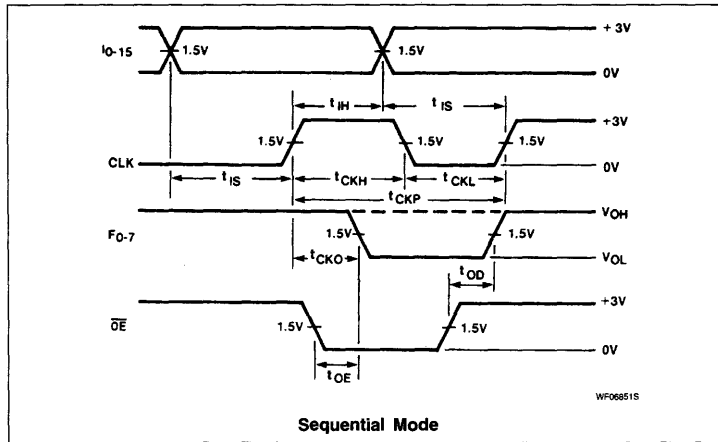 I0-15
1.5V
1.5V
+3V
0V
tIH
tIS
CLK
1.5V
1.5V
1.5V
+3V
0V
tIS
tCKH
tCKL
tCKP
F0-7
1.5V
1.5V
VOH
VOL
tCKO
tOD
OE
1.5V
1.5V
+3V
0V
tOE
WF06851S
Sequential Mode